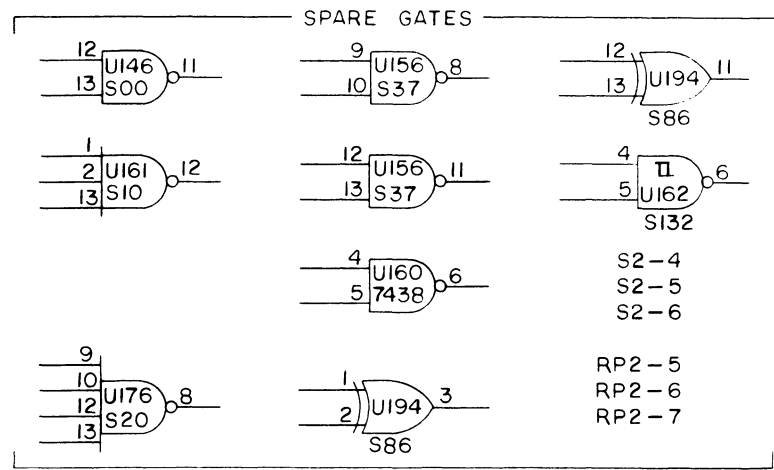 SPARE GATES
12 U146 11
13 S00
9 U156 8
10 S37
12 U194 11
13
S86
1
2 U161 12
13 S10
12 U156 11
13 S37
4 6
5 U162
S132
4 U160 6
5 7438
S2-4
S2-5
S2-6
9
10 U176 8
12 S20
13
1 U194 3
2
S86
RP2-5
RP2-6
RP2-7